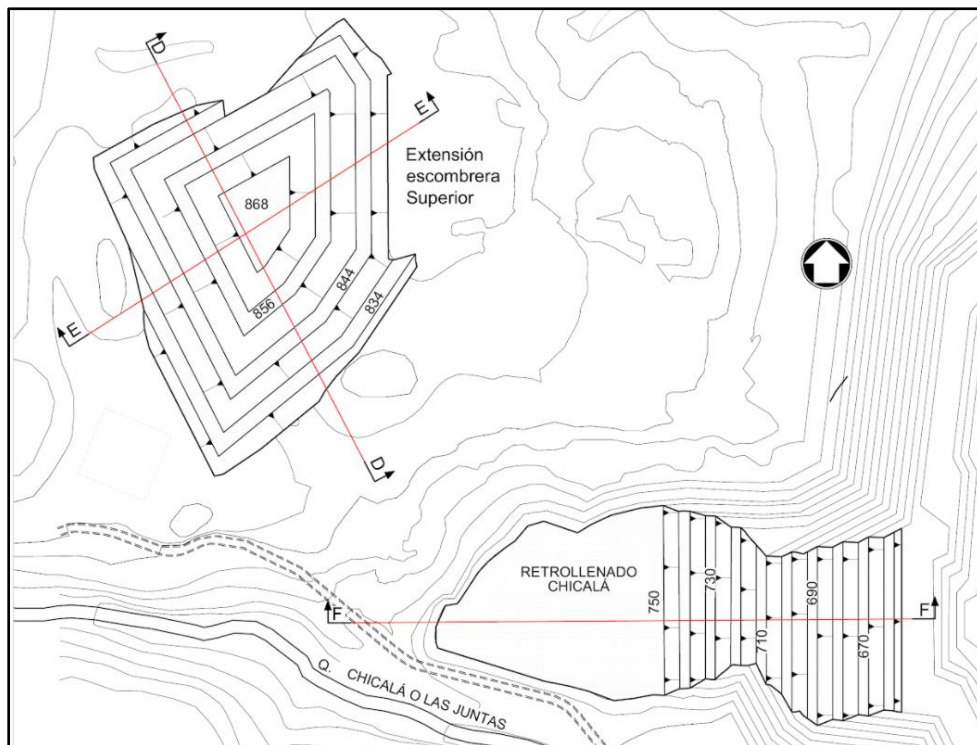 D
E
Extensión
escombrera
Superior
868
856
844
834
E
D
RETROLLENADO
CHICALÁ
750
730
710
690
670
F
F
Q. CHICALÁ O LAS JUNTAS